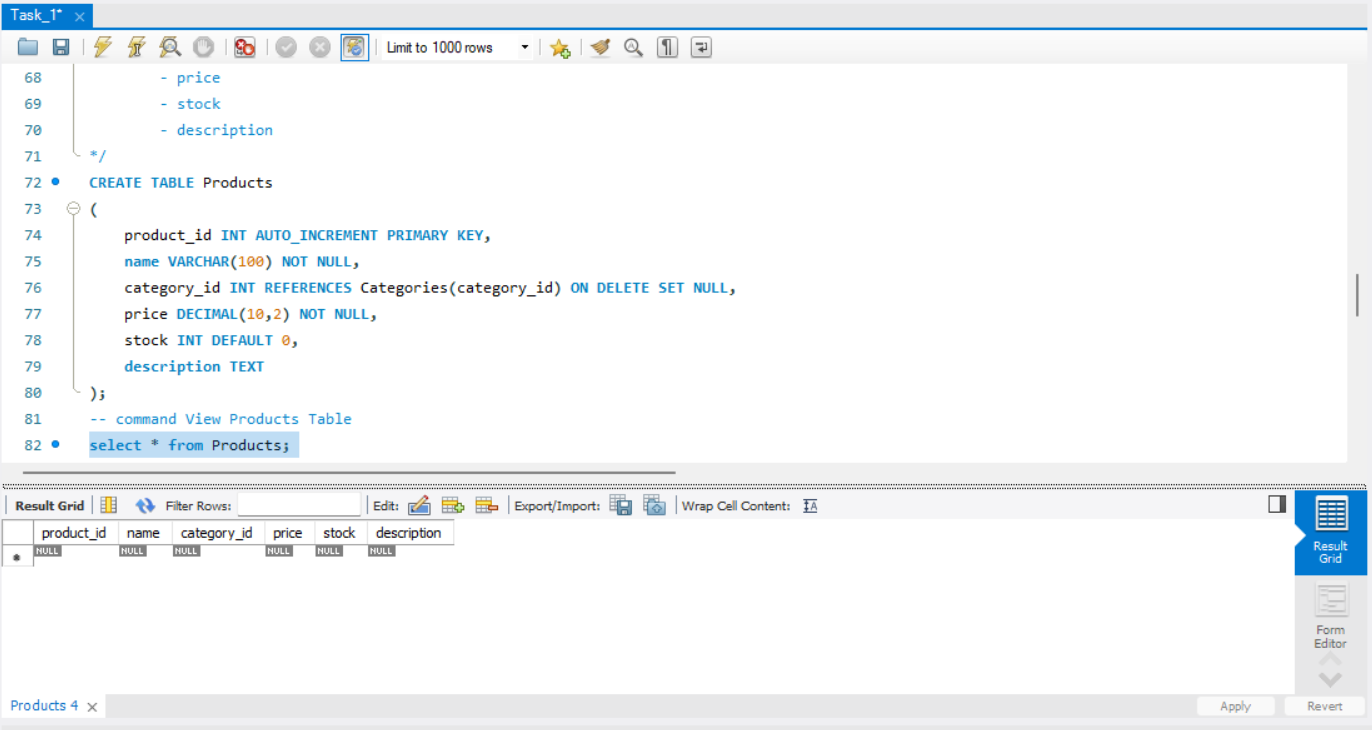 Task_1*
Limit to 1000 rows
68 - price
69 - stock
70 - description
71 */
72 CREATE TABLE Products
73 (
74 product_id INT AUTO_INCREMENT PRIMARY KEY,
75 name VARCHAR(100) NOT NULL,
76 category_id INT REFERENCES Categories(category_id) ON DELETE SET NULL,
77 price DECIMAL(10,2) NOT NULL,
78 stock INT DEFAULT 0,
79 description TEXT
80 );
81 -- command View Products Table
82 select * from Products;
Result Grid Filter Rows: Edit: Export/Import: Wrap Cell Content:
product_id name category_id price stock description
NULL NULL NULL NULL NULL NULL
Result
Grid
Form
Editor
Products 4 Apply Revert